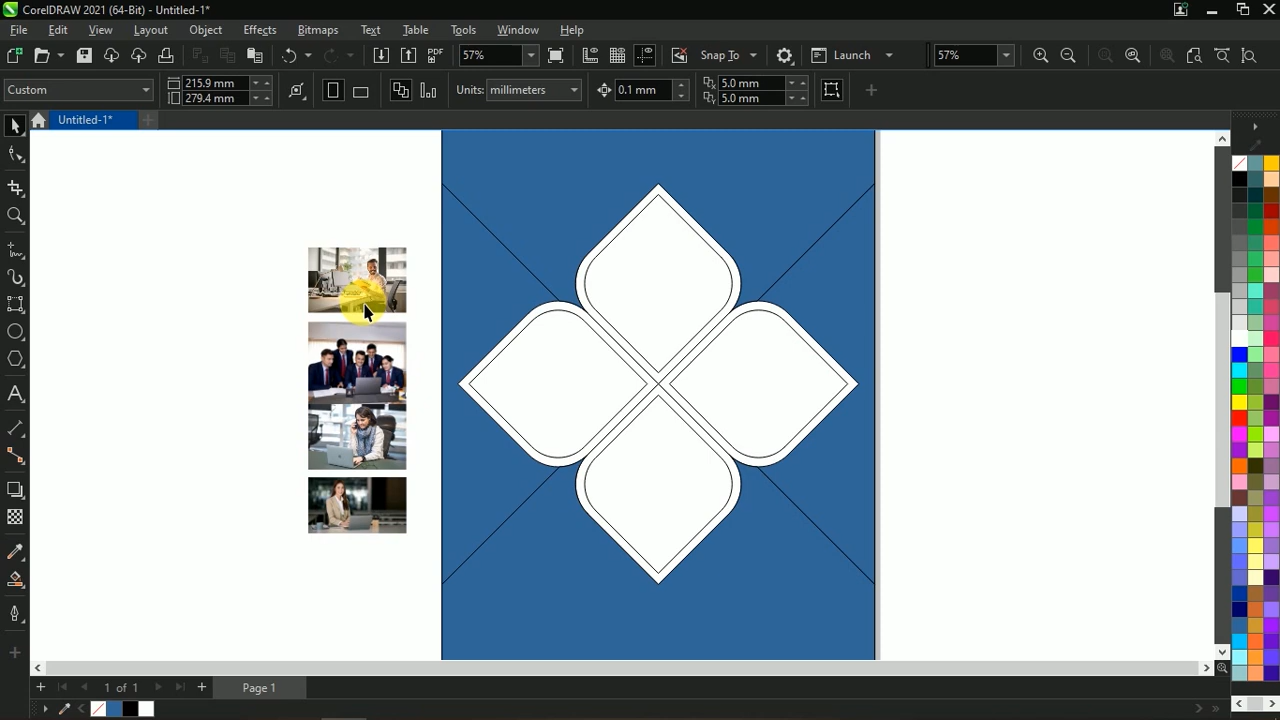 CorelDRAW 2021 (64-Bit) - Untitled-1*
File Edit View Layout Object Effects Bitmaps Text Table Tools Window Help
PDF 57% Snap To Launch 57%
Custom 215.9 mm 279.4 mm Units: millimeters 0.1 mm 5.0 mm 5.0 mm
Untitled-1*
1 of 1 Page 1